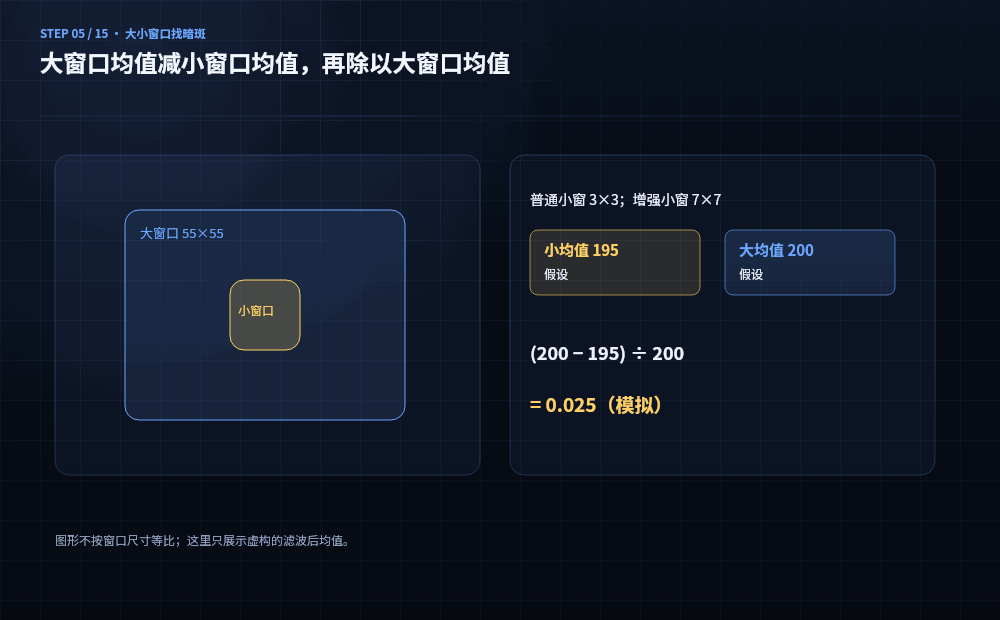 STEP 05 / 15 · 大小窗口找暗斑
大窗口均值减小窗口均值，再除以大窗口均值
大窗口 55×55
小窗口
普通小窗 3×3；增强小窗 7×7
小均值 195
假设
大均值 200
假设
(200 − 195) ÷ 200
= 0.025（模拟）
图形不按窗口尺寸等比；这里只展示虚构的滤波后均值。